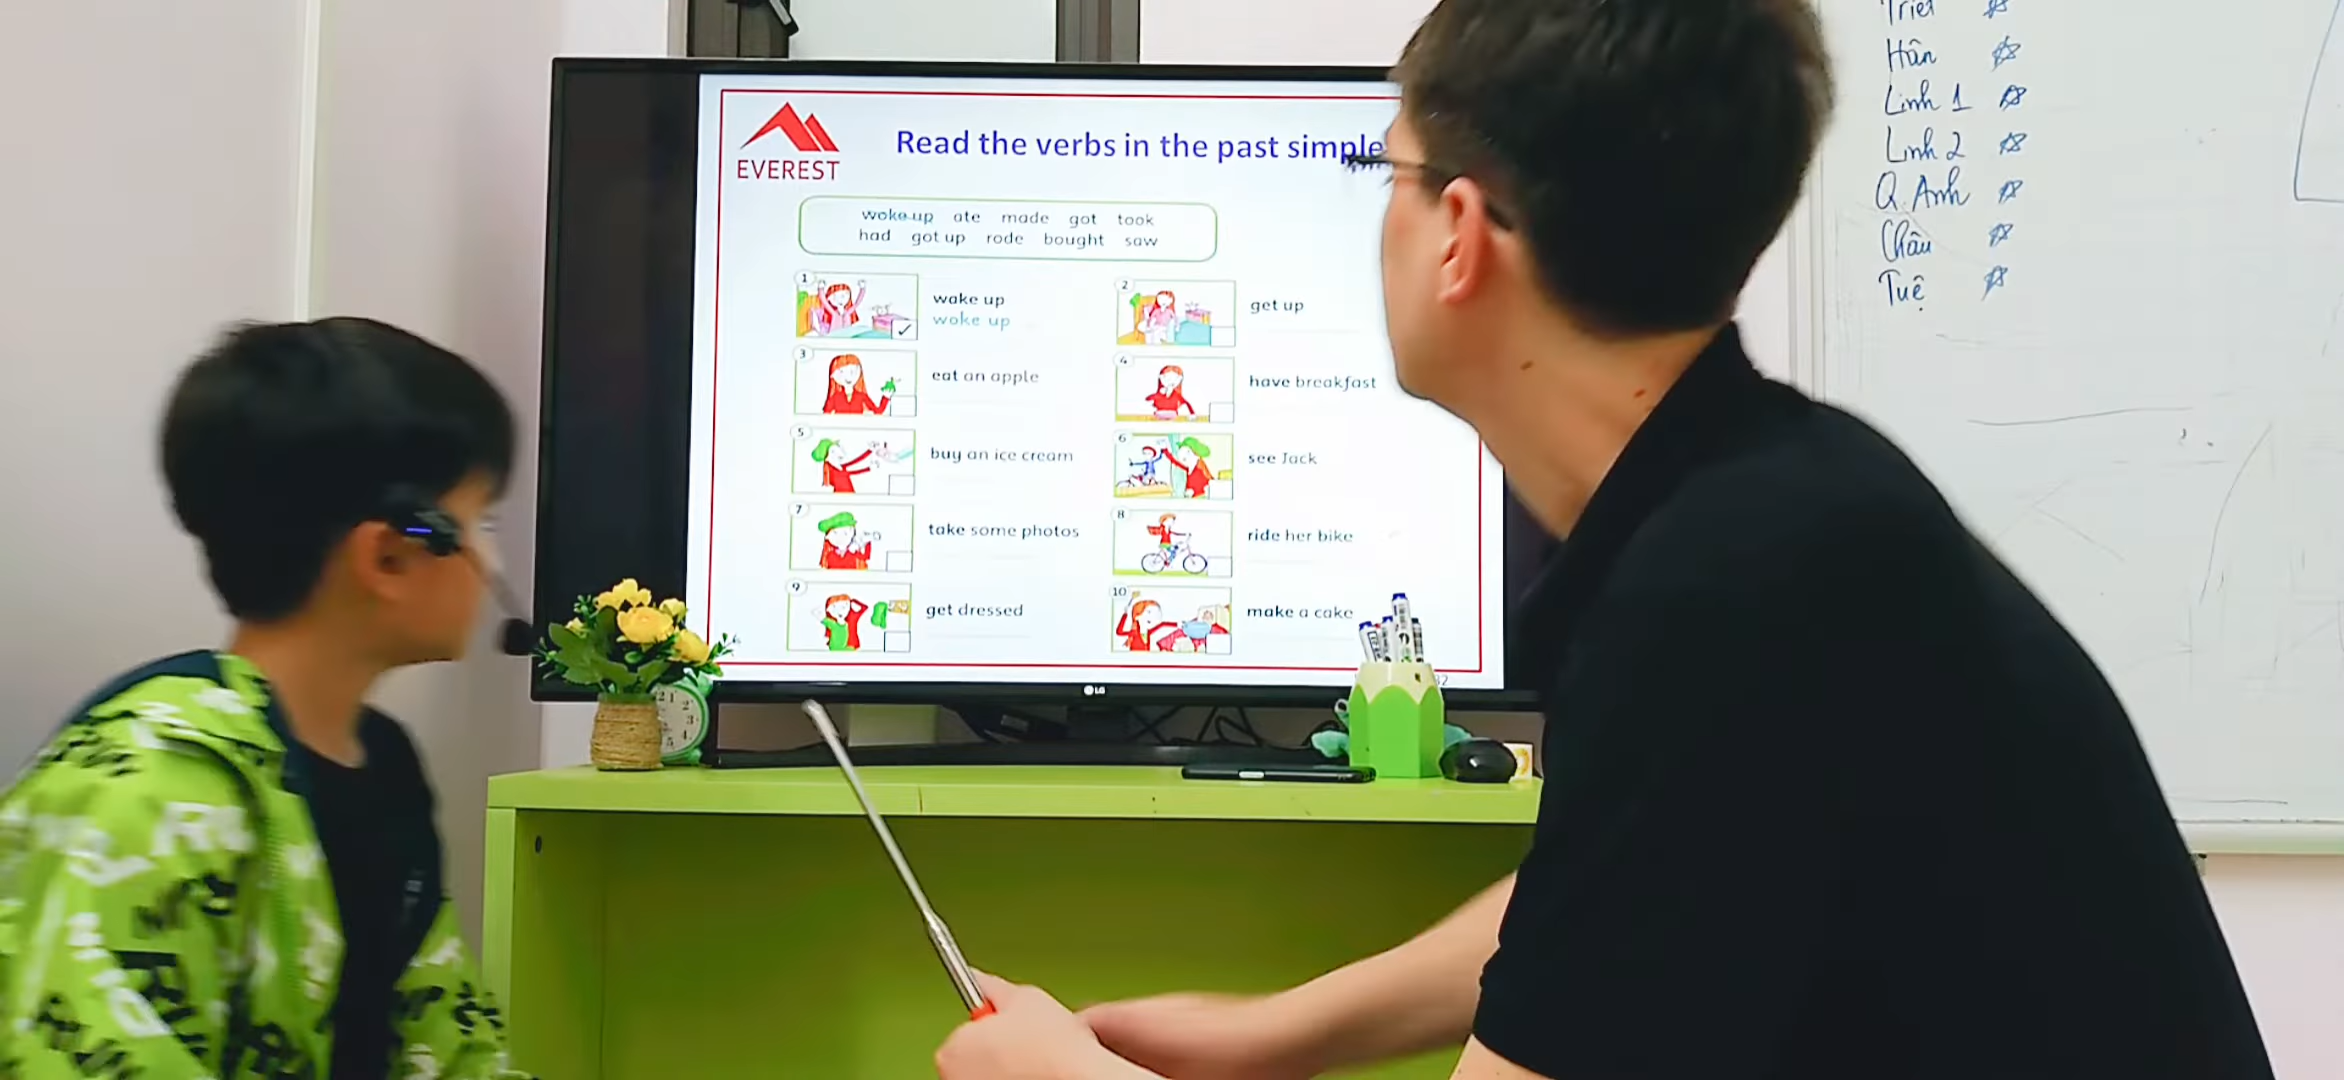 EVEREST
Read the verbs in the past simple
woke up ate made got took
had got up rode bought saw
1
wake up
woke up
2
get up
3
eat an apple
4
have breakfast
5
buy an ice cream
6
see Jack
7
take some photos
8
ride her bike
9
get dressed
10
make a cake
LG
Triết
Hân
Linh 1
Linh 2
Q. Anh
Châu
Tuệ